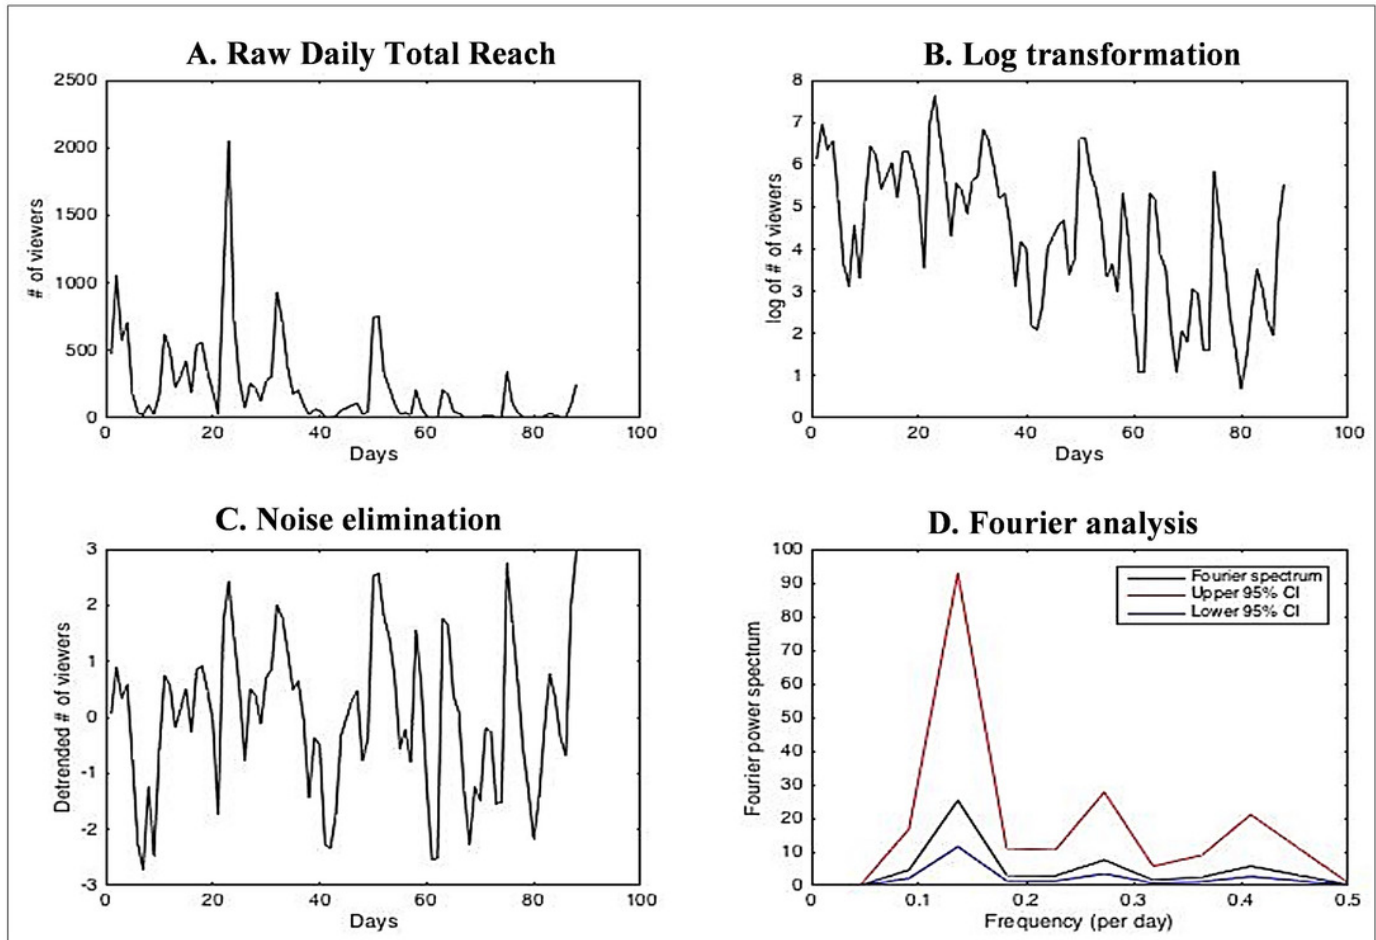 A. Raw Daily Total Reach
2500
2000
1500
1000
500
0
# of viewers
0 20 40 60 80 100
Days
B. Log transformation
8
7
6
5
4
3
2
1
0
log of # of viewers
0 20 40 60 80 100
Days
C. Noise elimination
3
2
1
0
-1
-2
-3
Detrended # of viewers
0 20 40 60 80 100
Days
D. Fourier analysis
100
90
80
70
60
50
40
30
20
10
0
Fourier power spectrum
Fourier spectrum
Upper 95% CI
Lower 95% CI
0 0.1 0.2 0.3 0.4 0.5
Frequency (per day)